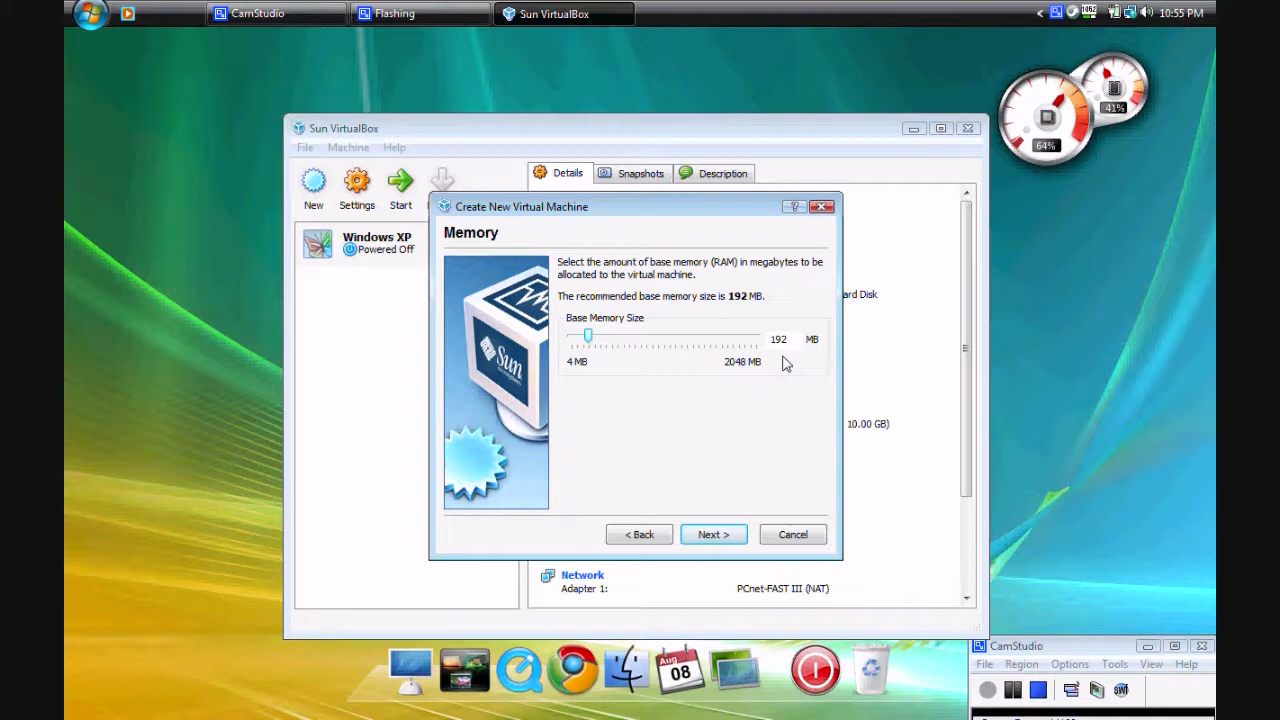 CamStudio
Flashing
Sun VirtualBox
1062
10:55 PM
41%
64%
Sun VirtualBox
File Machine Help
New
Settings
Start
Details
Snapshots
Description
Windows XP
Powered Off
Create New Virtual Machine
Memory
Select the amount of base memory (RAM) in megabytes to be
allocated to the virtual machine.
The recommended base memory size is 192 MB.
Base Memory Size
192 MB
4 MB 2048 MB
Sun
ard Disk
10.00 GB)
< Back
Next >
Cancel
Network
Adapter 1: PCnet-FAST III (NAT)
Aug
08
CamStudio
File Region Options Tools View Help